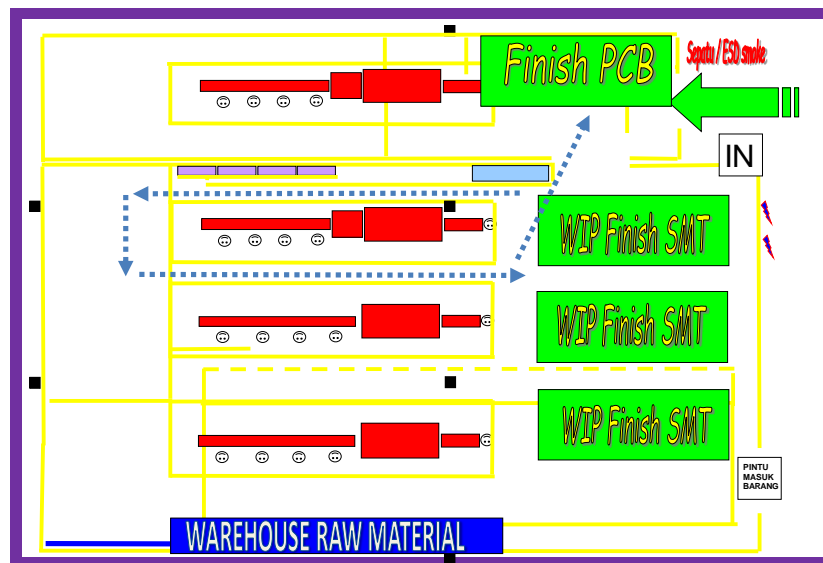 Finish PCB
Sepatu / ESD smoke
IN
WIP Finish SMT
WIP Finish SMT
WIP Finish SMT
PINTU
MASUK
BARANG
WAREHOUSE RAW MATERIAL